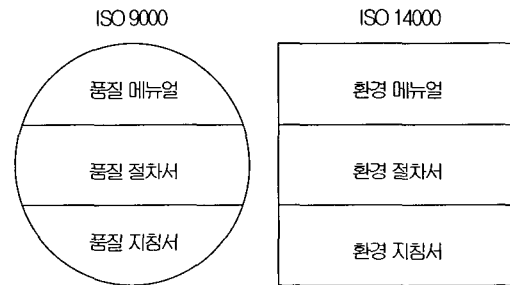 ISO 9000
ISO 14000
품질 메뉴얼
환경 메뉴얼
품질 절차서
환경 절차서
품질 지침서
환경 지침서